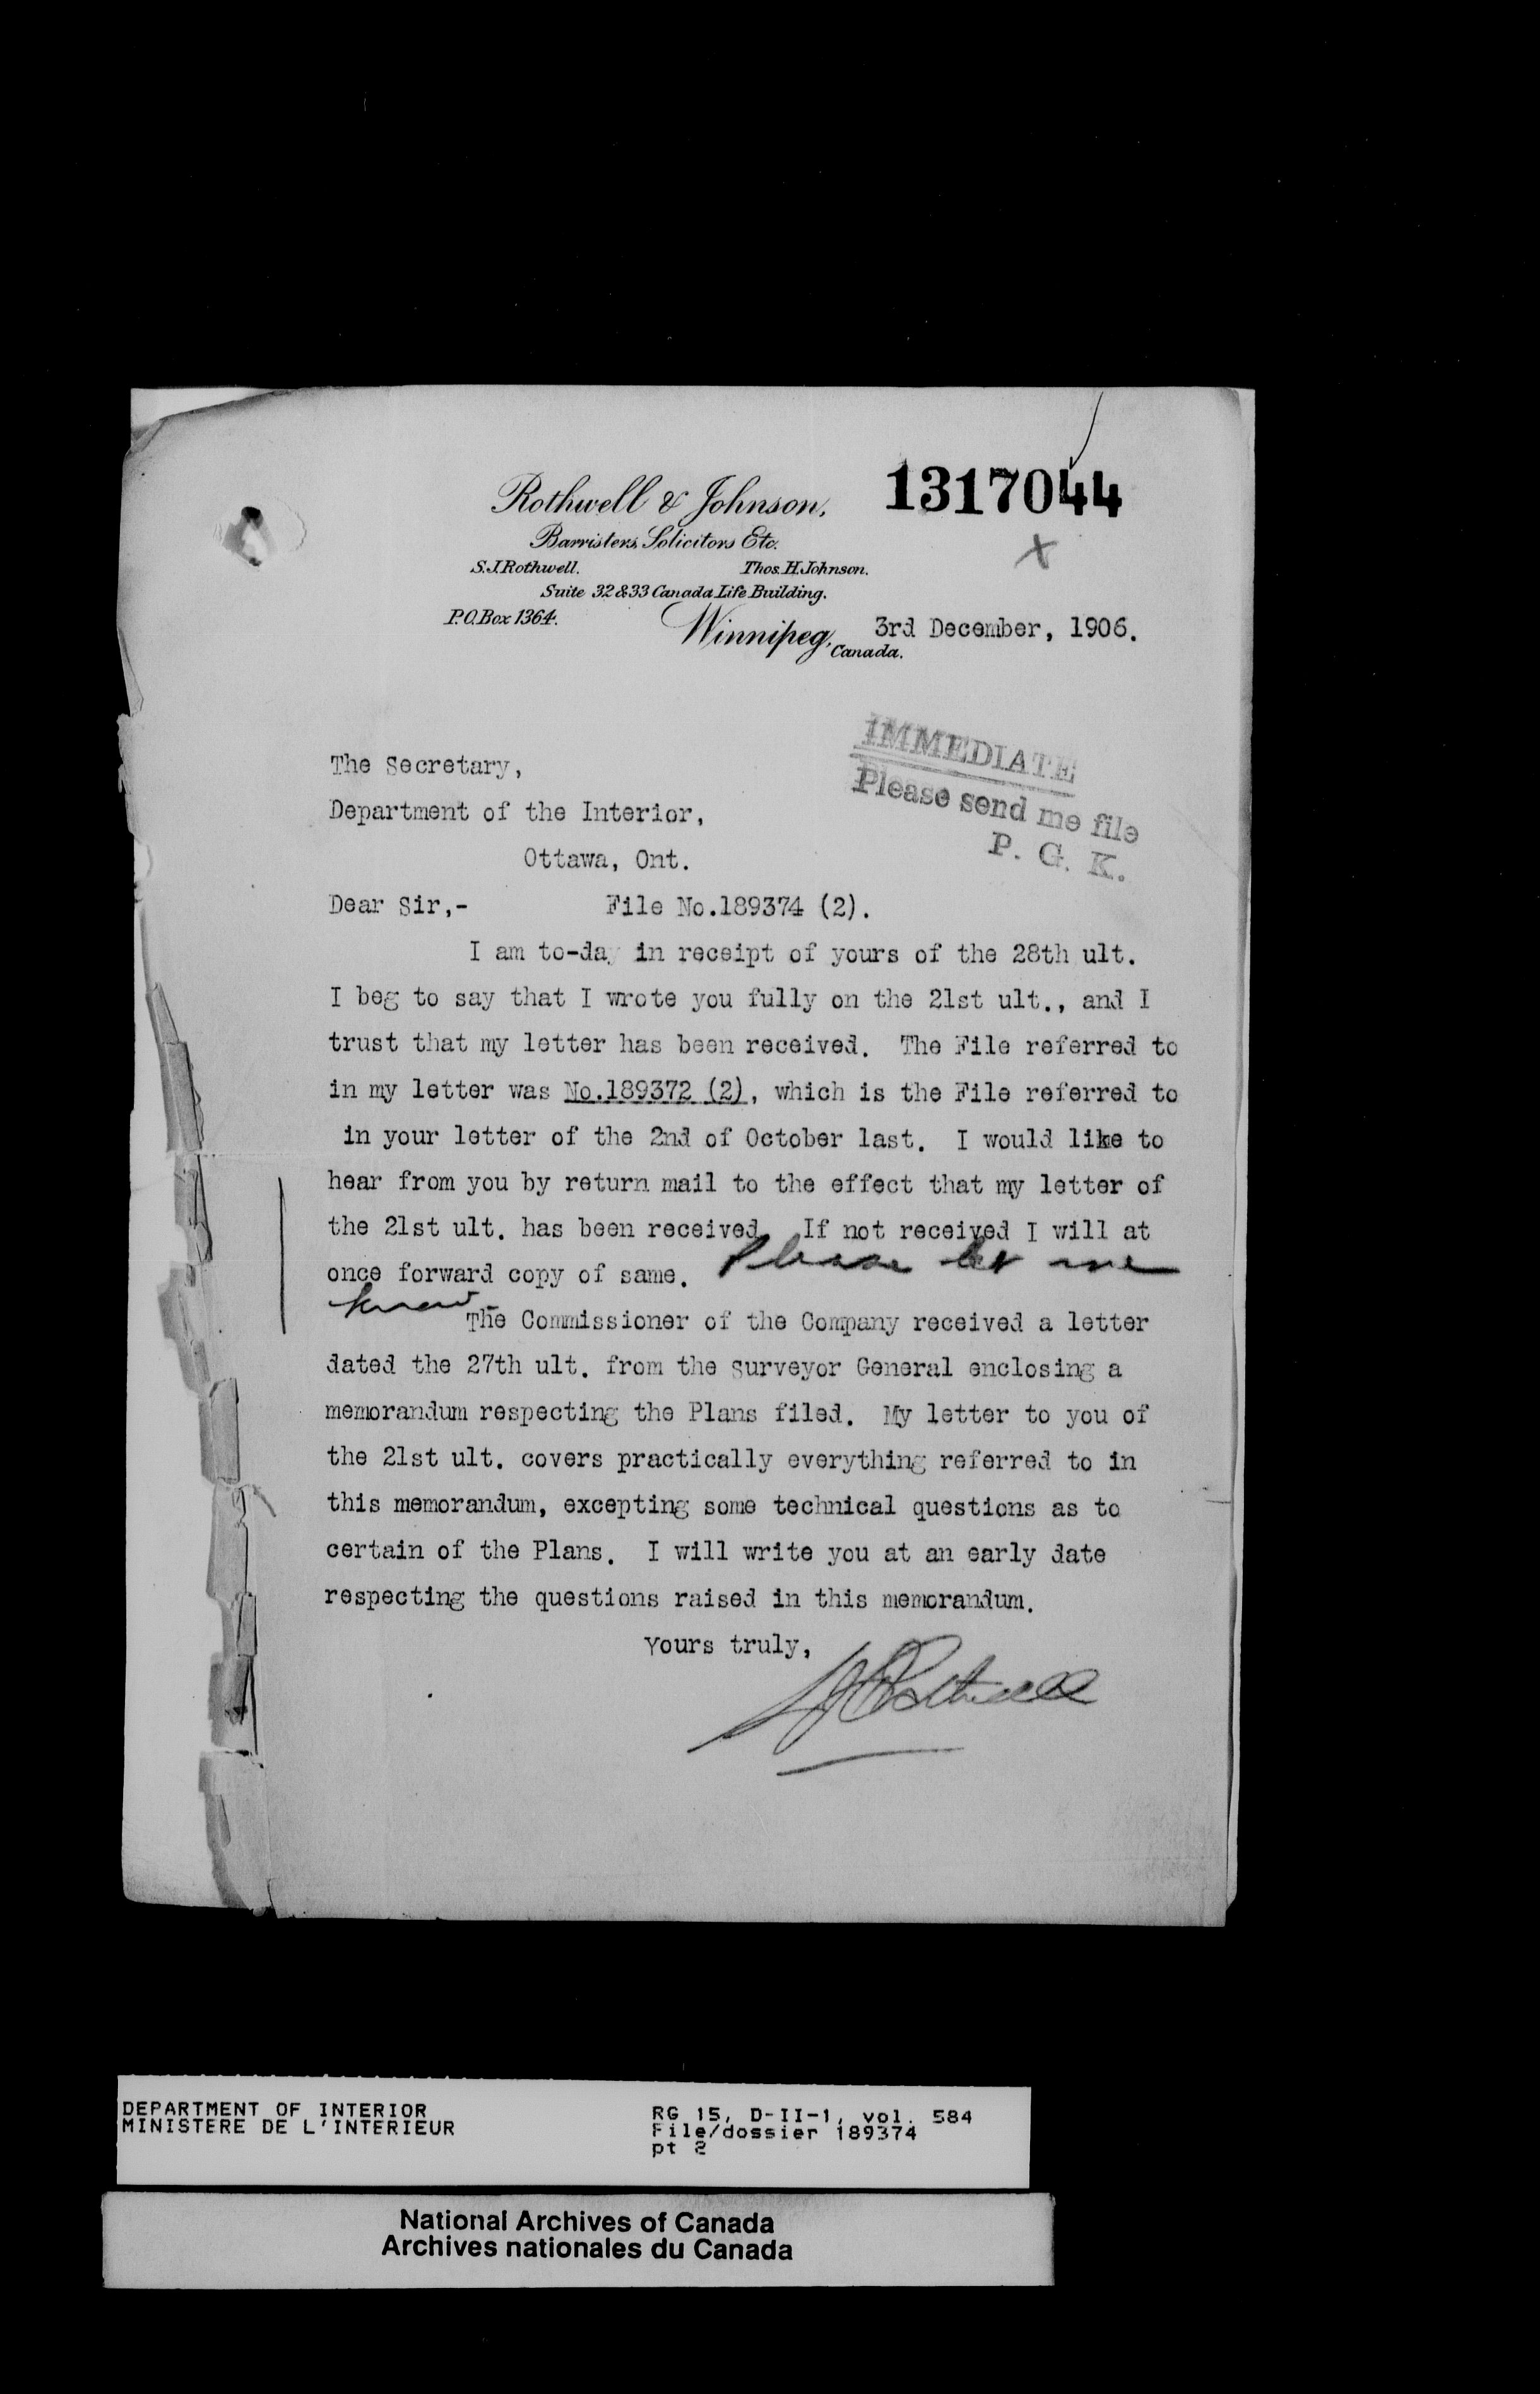 Rothwell & Johnson,
1317044
Barristers, Solicitors Etc.
X
S.J. Rothwell. Thos. H. Johnson.
Suite 32 & 33 Canada Life Building.
P.O. Box 1364.
Winnipeg, Canada. 3rd December, 1906.
IMMEDIATE
Please send me file
P. G. K.
The Secretary,
Department of the Interior,
Ottawa, Ont.
Dear Sir,- File No.189374 (2).
I am to-day in receipt of yours of the 28th ult.
I beg to say that I wrote you fully on the 21st ult., and I
trust that my letter has been received. The File referred to
in my letter was No.189372 (2), which is the File referred to
in your letter of the 2nd of October last. I would like to
hear from you by return mail to the effect that my letter of
the 21st ult. has been received. If not received I will at
once forward copy of same. Please let me
know-
The Commissioner of the Company received a letter
dated the 27th ult. from the Surveyor General enclosing a
memorandum respecting the Plans filed. My letter to you of
the 21st ult. covers practically everything referred to in
this memorandum, excepting some technical questions as to
certain of the Plans. I will write you at an early date
respecting the questions raised in this memorandum.
Yours truly,
SJRothwell
DEPARTMENT OF INTERIOR
MINISTERE DE L'INTERIEUR
RG 15, D-II-1, vol. 584
File/dossier 189374
pt 2
National Archives of Canada
Archives nationales du Canada